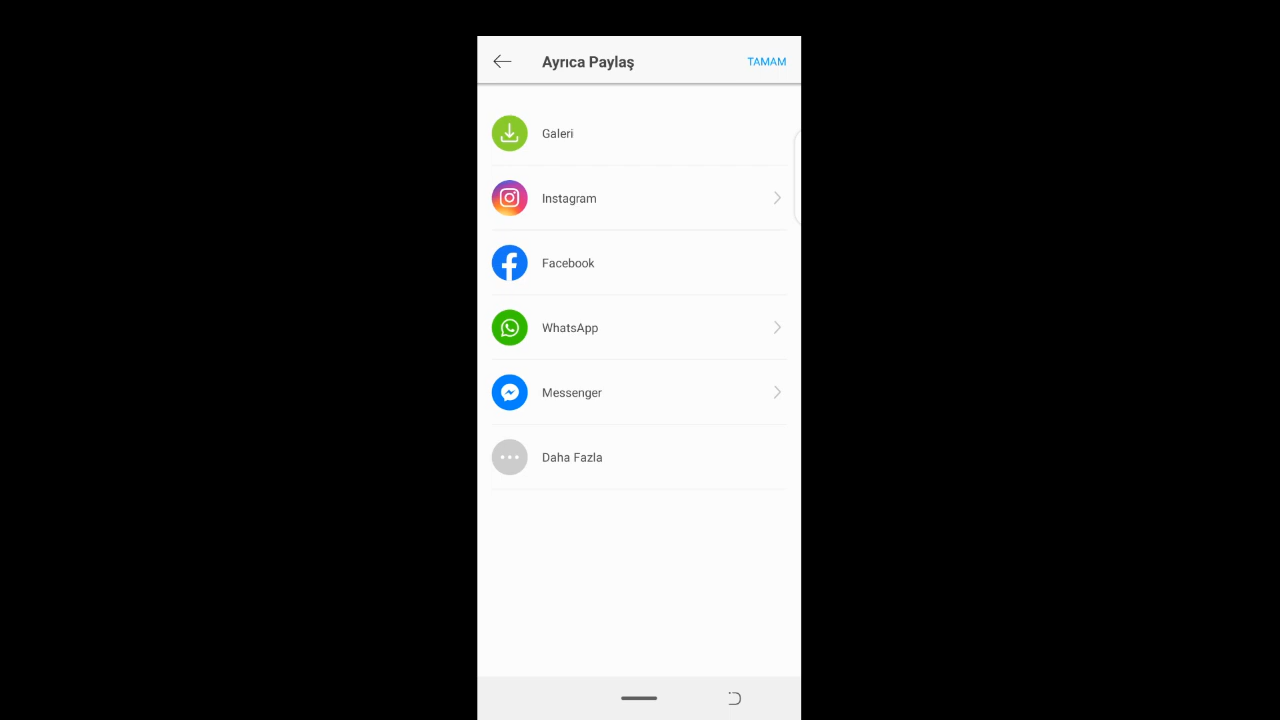 Ayrıca Paylaş
TAMAM
Galeri
Instagram
Facebook
WhatsApp
Messenger
Daha Fazla